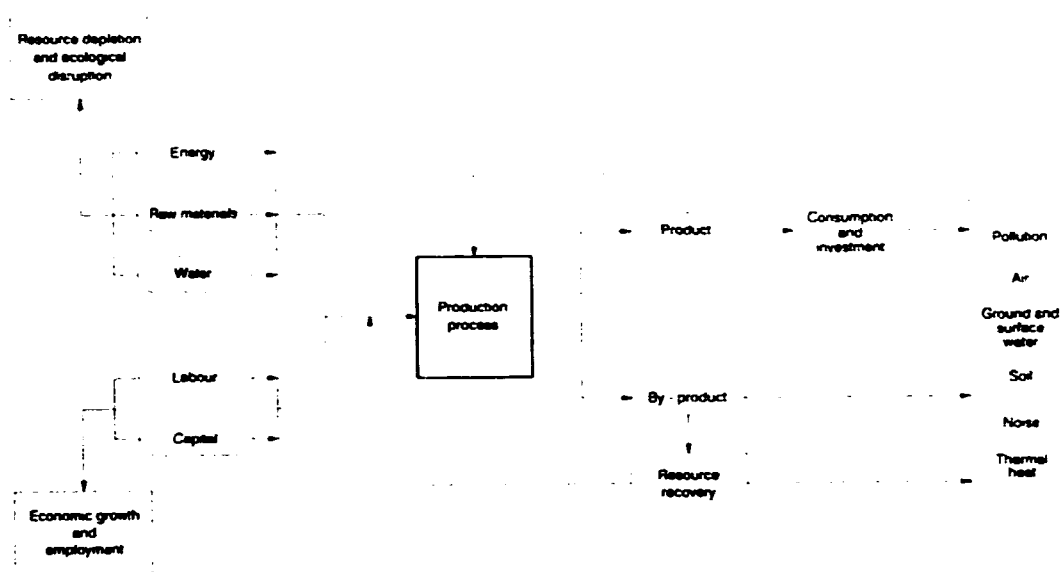 Resource depletion
and ecological
disruption
Energy
Raw materials
Water
Production
process
Labour
Capital
Economic growth
and
employment
Product
Consumption
and
investment
By - product
Resource
recovery
Pollution
Air
Ground and
surface
water
Soil
Noise
Thermal
heat